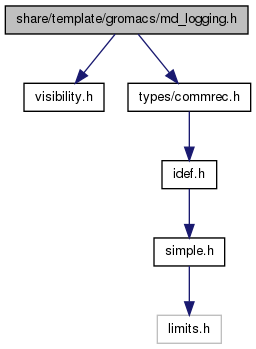 share/template/gromacs/md_logging.h
visibility.h
types/commrec.h
idef.h
simple.h
limits.h